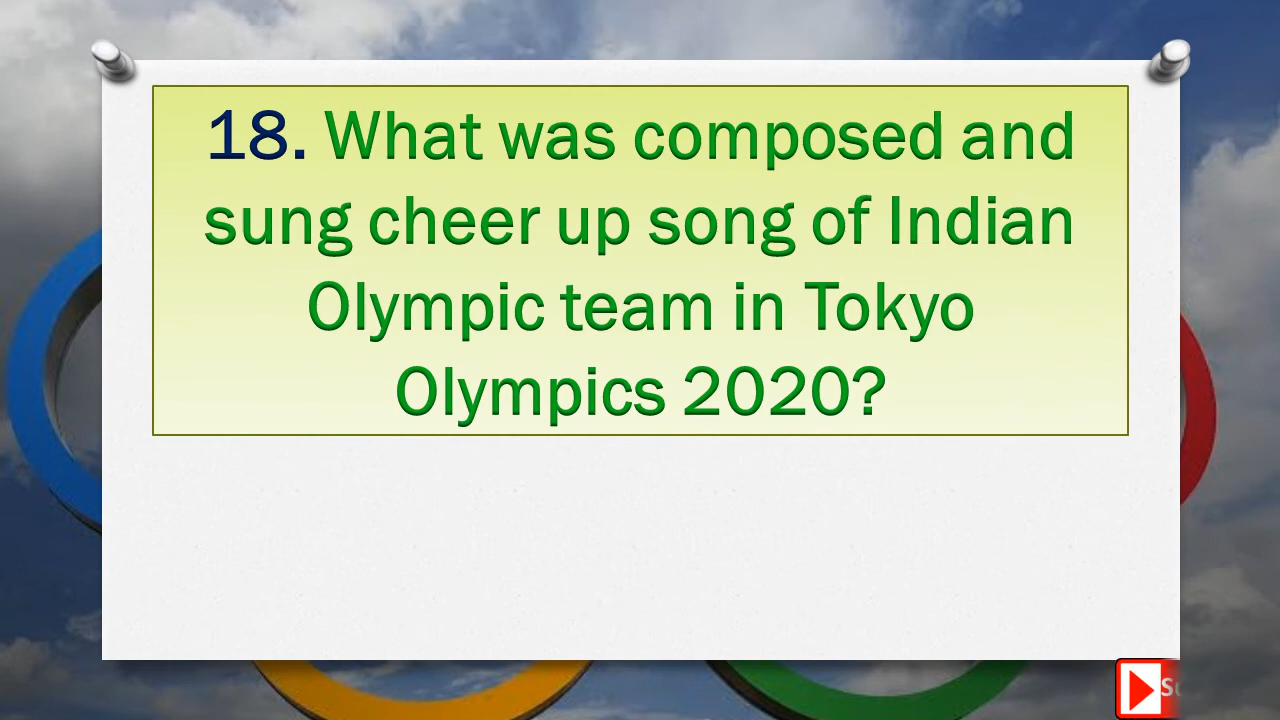 18. What was composed and
sung cheer up song of Indian
Olympic team in Tokyo
Olympics 2020?